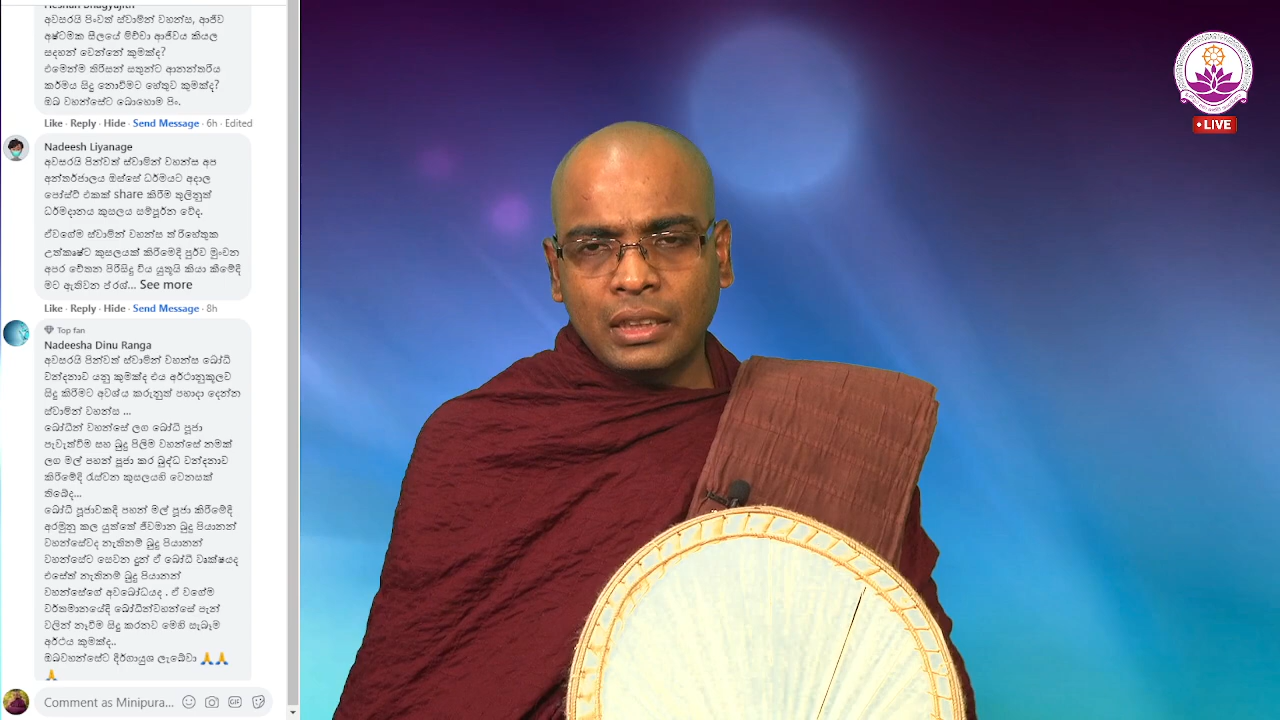 Heshan Bhagyajith
අවසරයි පිංවත් ස්වාමින් වහන්ස, ආජීව
අෂ්ටමක සීලයේ මිච්චා ආජීවය කියල
සඳහන් වෙන්නේ කුමක්ද?
එමෙන්ම තිරිසන් සතුන්ට ආනන්තරීය
කර්මය සිදු නොවීමට හේතුව කුමක්ද?
ඔබ වහන්සේට බොහොම පිං.
Like · Reply · Hide · Send Message · 6h · Edited
Nadeesh Liyanage
අවසරයි පින්වත් ස්වාමින් වහන්ස අප
අන්තර්ජාලය ඔස්සේ ධර්මයට අදාල
පෝස්ට් එකක් share කිරීම තුලිනුත්
ධර්මදානය කුසලය සම්පූර්න වේද.
ඒවගේම ස්වාමින් වහන්ස ත් රිහේතුක
උත්කෘෂ්ට කුසලයක් කිරීමේදී පුර්ව මුංචන
අපර චේතන පිරිසිදු විය යුතුයි කියා කීමේදී
මට ඇතිවන ප් රශ්... See more
Like · Reply · Hide · Send Message · 8h
Top fan
Nadeesha Dinu Ranga
අවසරයි පින්වත් ස්වාමින් වහන්ස බෝධි
වන්දනාව යනු කුමක්ද එය අර්ථානුකූලව
සිදු කිරීමට අවශ්‍ය කරුනුත් පහාදා දෙන්න
ස්වාමින් වහන්ස ...
බෝධීන් වහන්සේ ලග බෝධි පූජා
පැවැත්වීම සහ බුදු පිලිම වහන්සේ නමක්
ලග මල් පහන් පූජා කර බුද්ධ වන්දනාව
කිරීමේදී රැස්වන කුසලයහි වෙනසක්
තිබේද...
බෝධි පූජාවකදී පහන් මල් පූජා කිරීමේදී
අරමුනු කල යුත්තේ ජීවමාන බුදු පියානන්
වහන්සේවද නැතිනම් බුදු පියානන්
වහන්සේට සෙවන දුන් ඒ බෝධි වෘක්ෂයද
එසේත් නැතිනම් බුදු පියානන්
වහන්සේගේ අවබෝධයද . ඒ වගේම
වර්තමානයේදී බෝධීන්වහන්සේ පැන්
වලින් නෑවීම සිදු කරනව මෙහි සැබෑම
අර්ථය කුමක්ද..
ඔබවහන්සේට දීර්ගායුශ ලැබේවා 🙏🙏
🙏
Comment as Minipura...
GIF
• LIVE